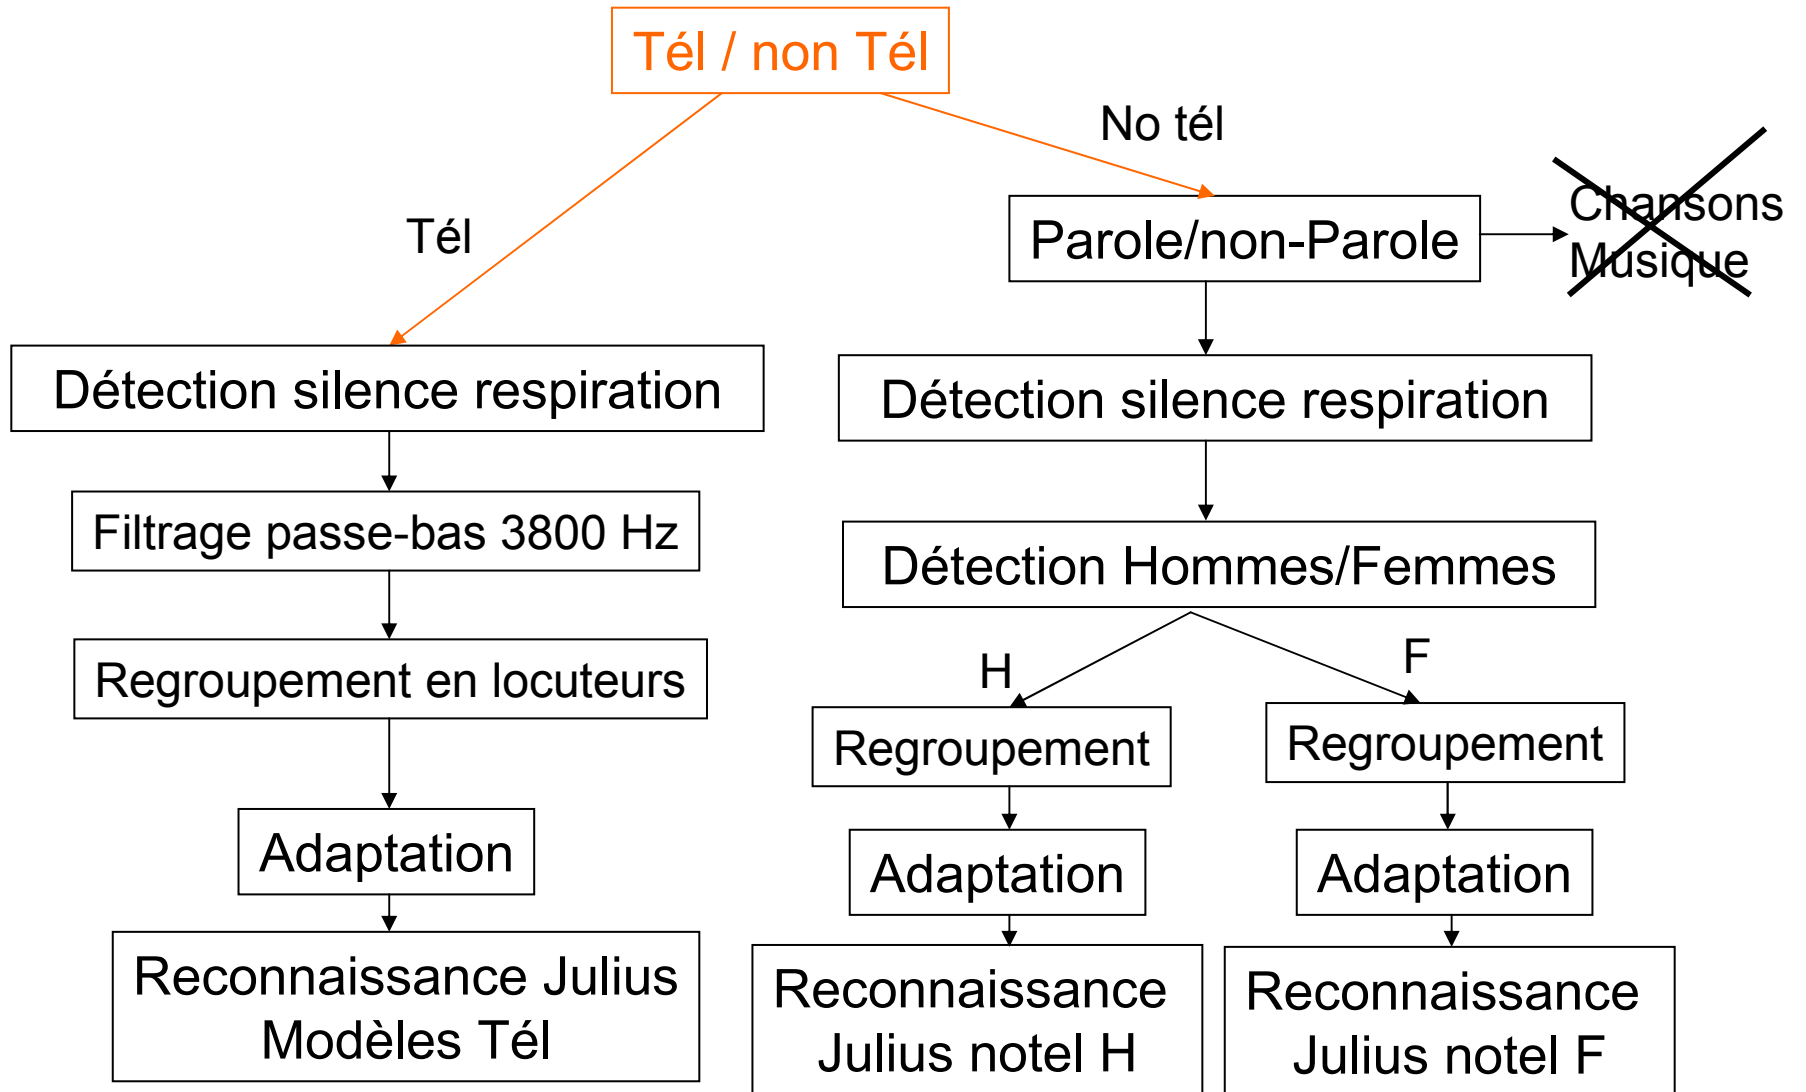 Tél / non Tél
No tél
Tél
Parole/non-Parole
Chansons
Musique
Détection silence respiration
Détection silence respiration
Filtrage passe-bas 3800 Hz
Détection Hommes/Femmes
Regroupement en locuteurs
H
F
Regroupement
Regroupement
Adaptation
Adaptation
Adaptation
Reconnaissance Julius
Modèles Tél
Reconnaissance
Julius notel H
Reconnaissance
Julius notel F